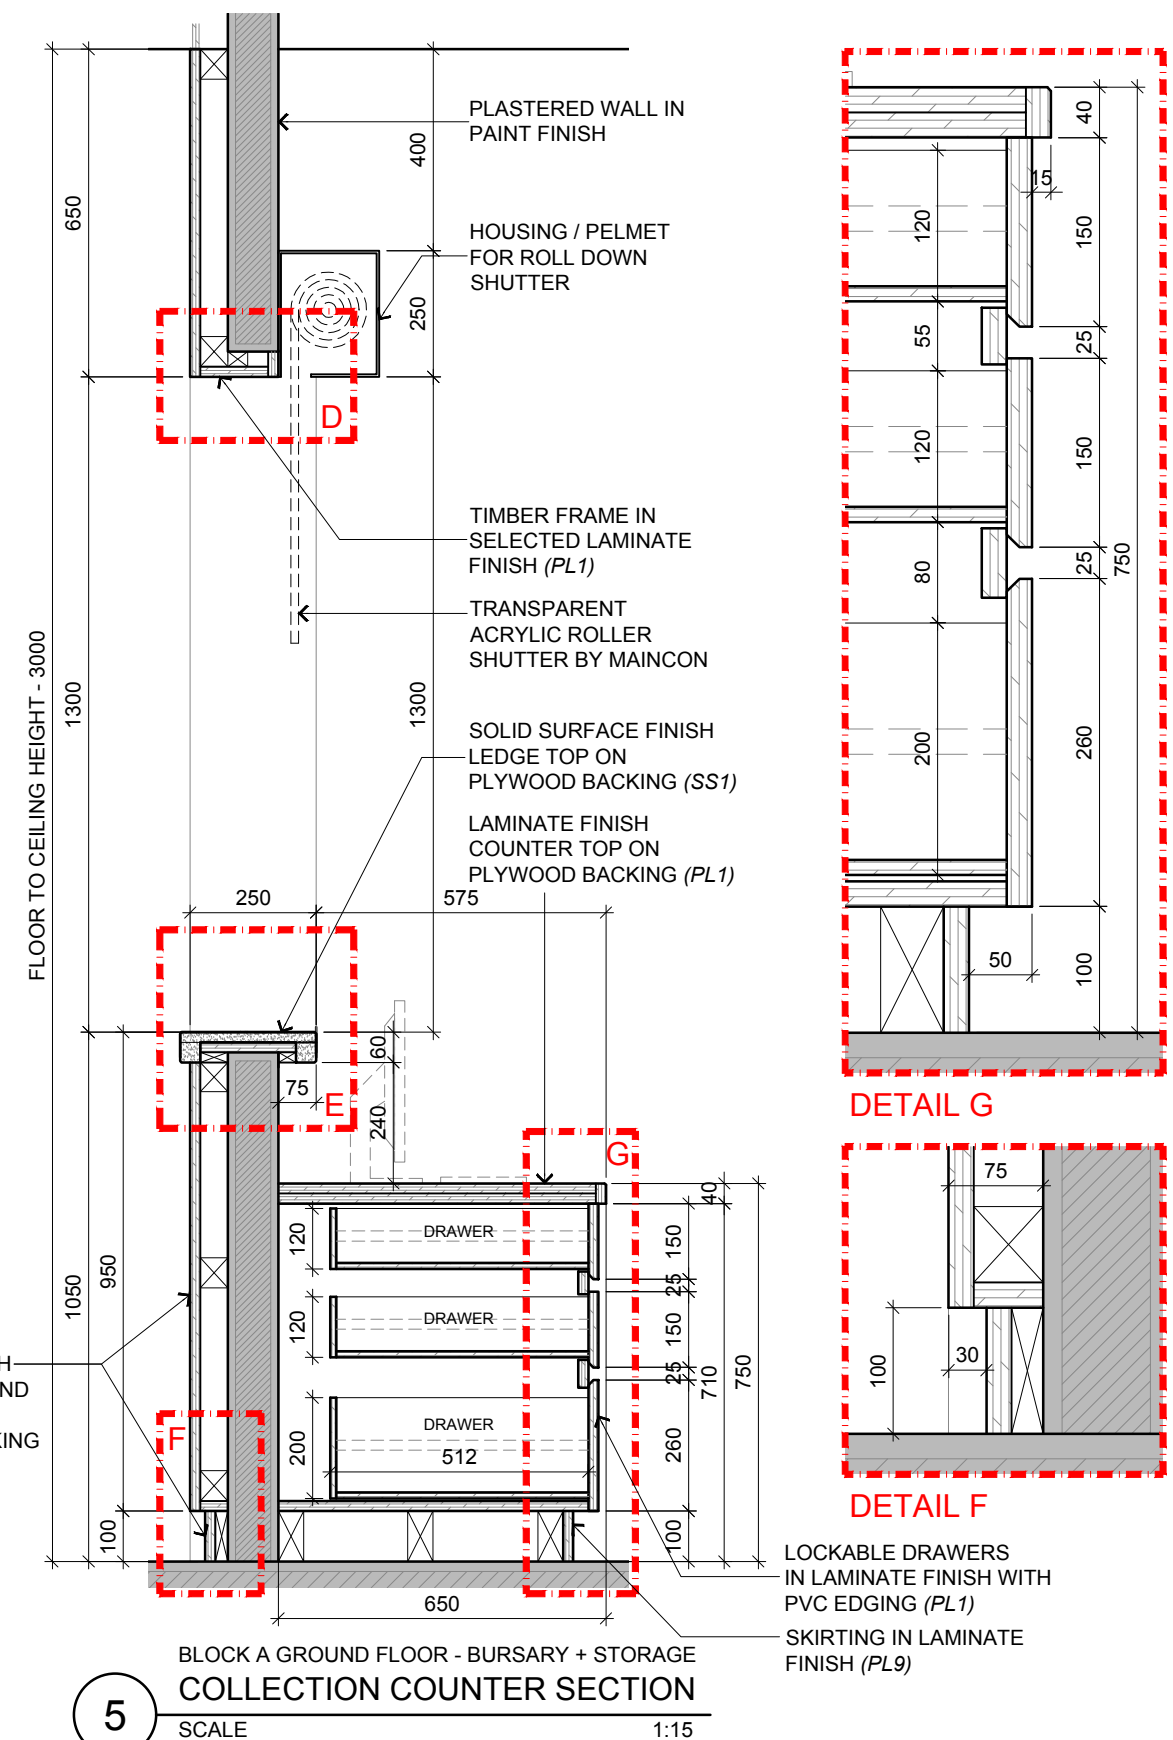 PLASTERED WALL IN
PAINT FINISH
HOUSING / PELMET
FOR ROLL DOWN
SHUTTER
650
400
250
D
TIMBER FRAME IN
SELECTED LAMINATE
FINISH (PL1)
TRANSPARENT
ACRYLIC ROLLER
SHUTTER BY MAINCON
FLOOR TO CEILING HEIGHT - 3000
1300
1300
SOLID SURFACE FINISH
LEDGE TOP ON
PLYWOOD BACKING (SS1)
LAMINATE FINISH
COUNTER TOP ON
PLYWOOD BACKING (PL1)
250
575
60
75
E
240
G
40
DRAWER
120
150
25
950
1050
DRAWER
120
150
25
710
750
H
ND
KING
F
DRAWER
200
512
260
100
100
650
LOCKABLE DRAWERS
IN LAMINATE FINISH WITH
PVC EDGING (PL1)
SKIRTING IN LAMINATE
FINISH (PL9)
40
15
120
150
55
25
120
150
80
25
750
200
260
50
100
DETAIL G
75
100
30
DETAIL F
BLOCK A GROUND FLOOR - BURSARY + STORAGE
5
COLLECTION COUNTER SECTION
SCALE 1:15